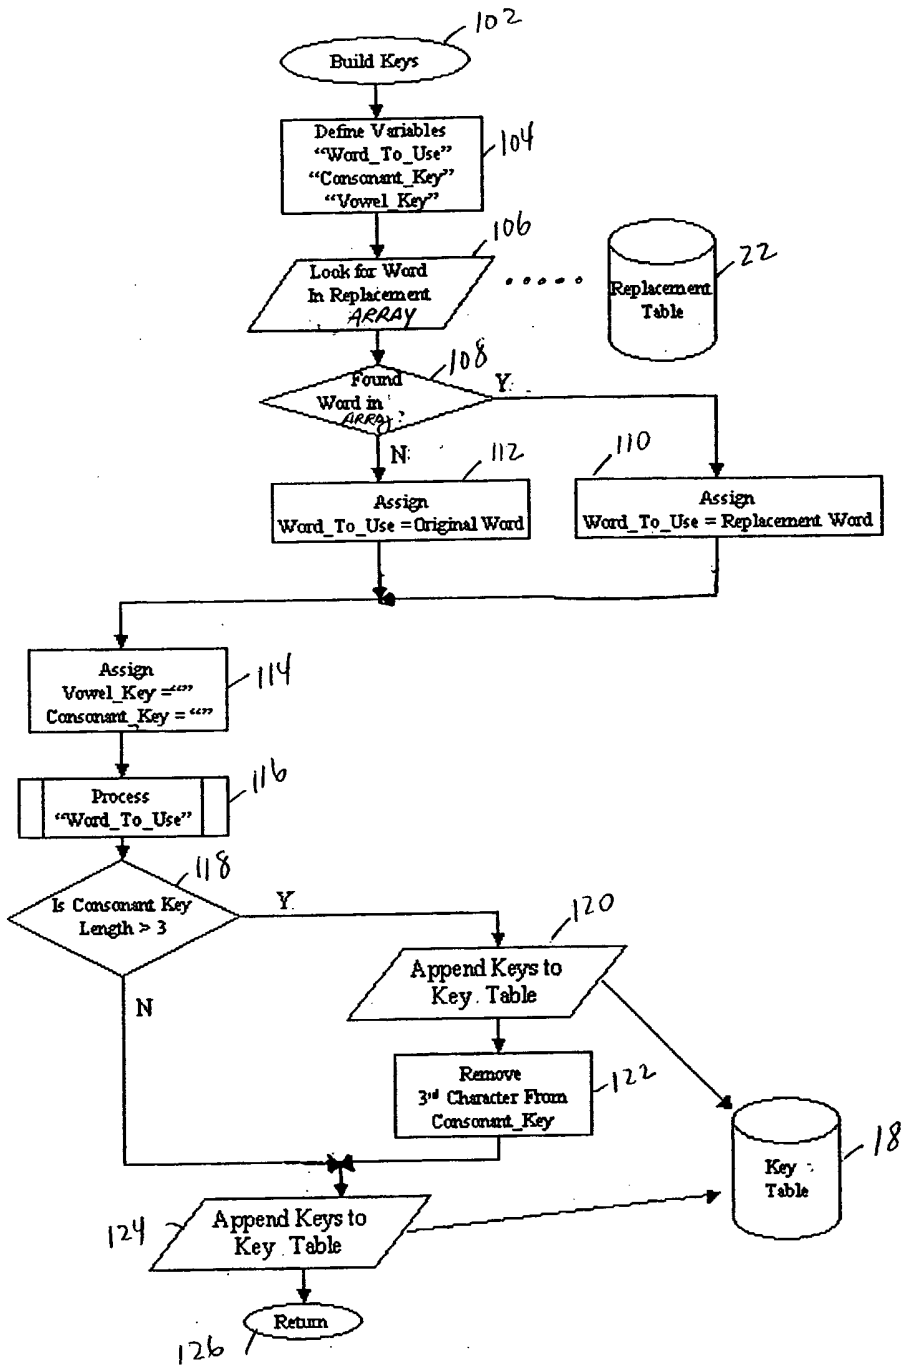 102
Build Keys
Define Variables
"Word_To_Use"
"Consonant_Key"
"Vowel_Key"
104
106
Look for Word
In Replacement
ARRAY
Replacement
Table
22
108
Found
Word in
ARRAY?
Y
N
112
Assign
Word_To_Use = Original Word
110
Assign
Word_To_Use = Replacement Word
Assign
Vowel_Key = ""
Consonant_Key = ""
114
Process
"Word_To_Use"
116
118
Is Consonant Key
Length > 3
Y
N
120
Append Keys to
Key Table
Remove
3rd Character From
Consonant_Key
122
Key
Table
18
124
Append Keys to
Key Table
Return
126